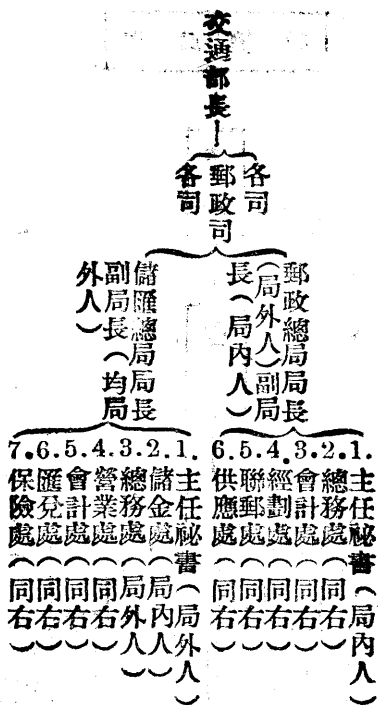 交通部長
各司
郵政司
各司
郵政總局局長
(局外人)副局
長(局內人)
儲匯總局局長
副局長(均局
外人)
1.主任祕書(局內人)
2.總務處(同右)
3.會計處(同右)
4.經劃處(同右)
5.聯郵處(同右)
6.供應處(同右)
1.主任祕書(局外人)
2.儲金處(局內人)
3.總務處(局外人)
4.營業處(同右)
5.會計處(同右)
6.匯兌處(同右)
7.保險處(同右)